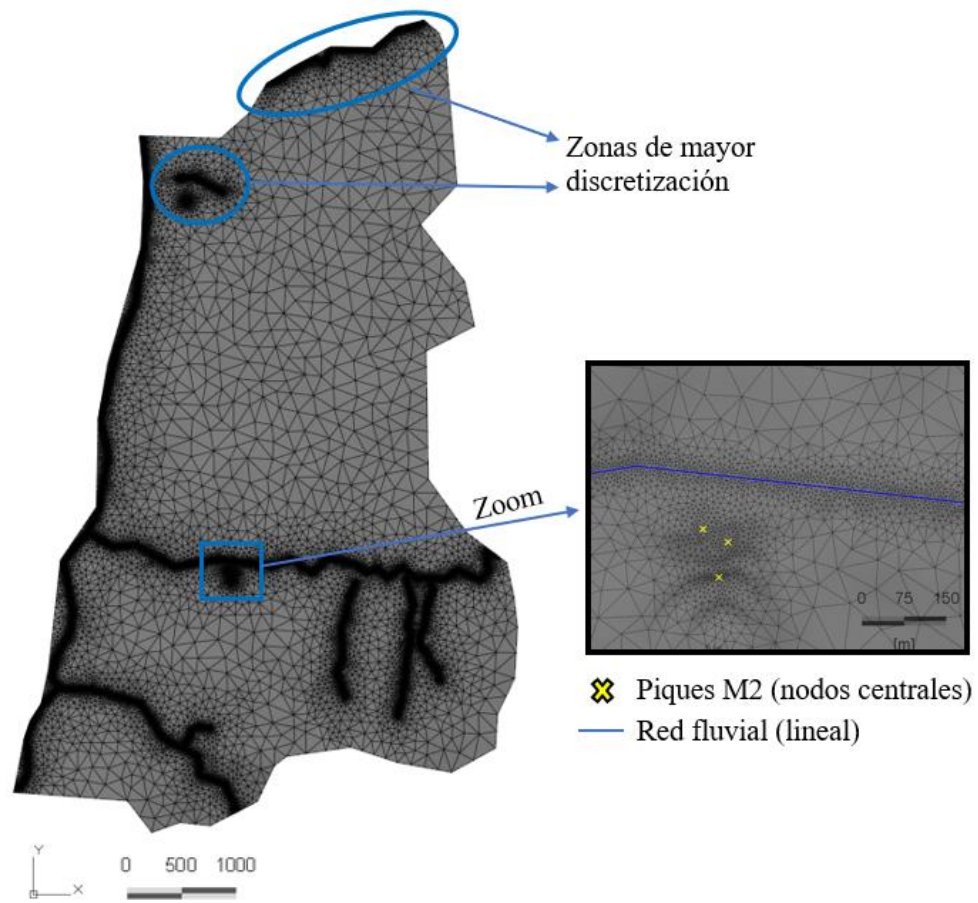 Zonas de mayor
discretización
Zoom
0 75 150
[m]
Piques M2 (nodos centrales)
Red fluvial (lineal)
Y
X
0 500 1000